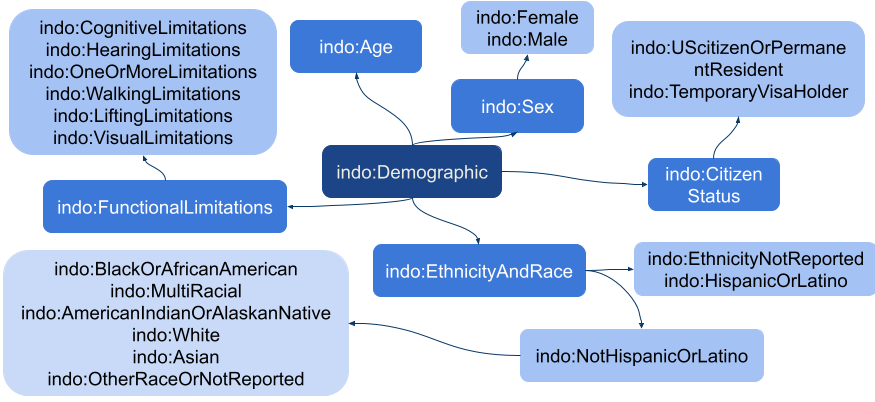 indo:CognitiveLimitations
indo:HearingLimitations
indo:OneOrMoreLimitations
indo:WalkingLimitations
indo:LiftingLimitations
indo:VisualLimitations
indo:Age
indo:Female
indo:Male
indo:Sex
indo:UScitizenOrPermane
ntResident
indo:TemporaryVisaHolder
indo:Demographic
indo:Citizen
Status
indo:FunctionalLimitations
indo:EthnicityAndRace
indo:EthnicityNotReported
indo:HispanicOrLatino
indo:BlackOrAfricanAmerican
indo:MultiRacial
indo:AmericanIndianOrAlaskanNative
indo:White
indo:Asian
indo:OtherRaceOrNotReported
indo:NotHispanicOrLatino